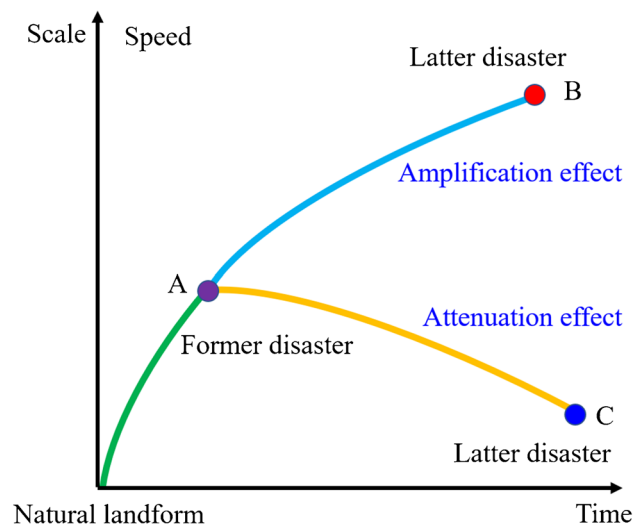 Scale
Speed
Latter disaster
B
Amplification effect
A
Attenuation effect
Former disaster
C
Latter disaster
Natural landform
Time